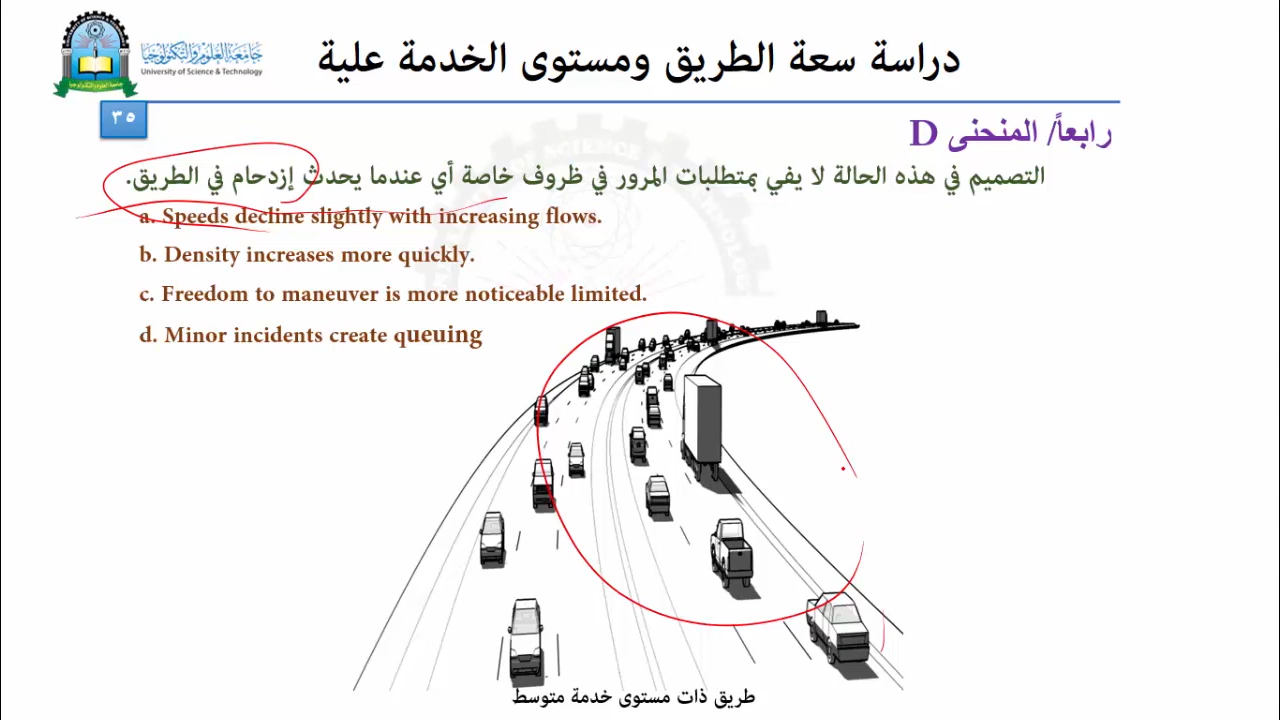 جامعة العلوم والتكنولوجيا
University of Science & Technology
دراسة سعة الطريق ومستوى الخدمة علية
٣٥
رابعاً/ المنحنى D
التصميم في هذه الحالة لا يفي بمتطلبات المرور في ظروف خاصة أي عندما يحدث إزدحام في الطريق.
a. Speeds decline slightly with increasing flows.
b. Density increases more quickly.
c. Freedom to maneuver is more noticeable limited.
d. Minor incidents create queuing
طريق ذات مستوى خدمة متوسط